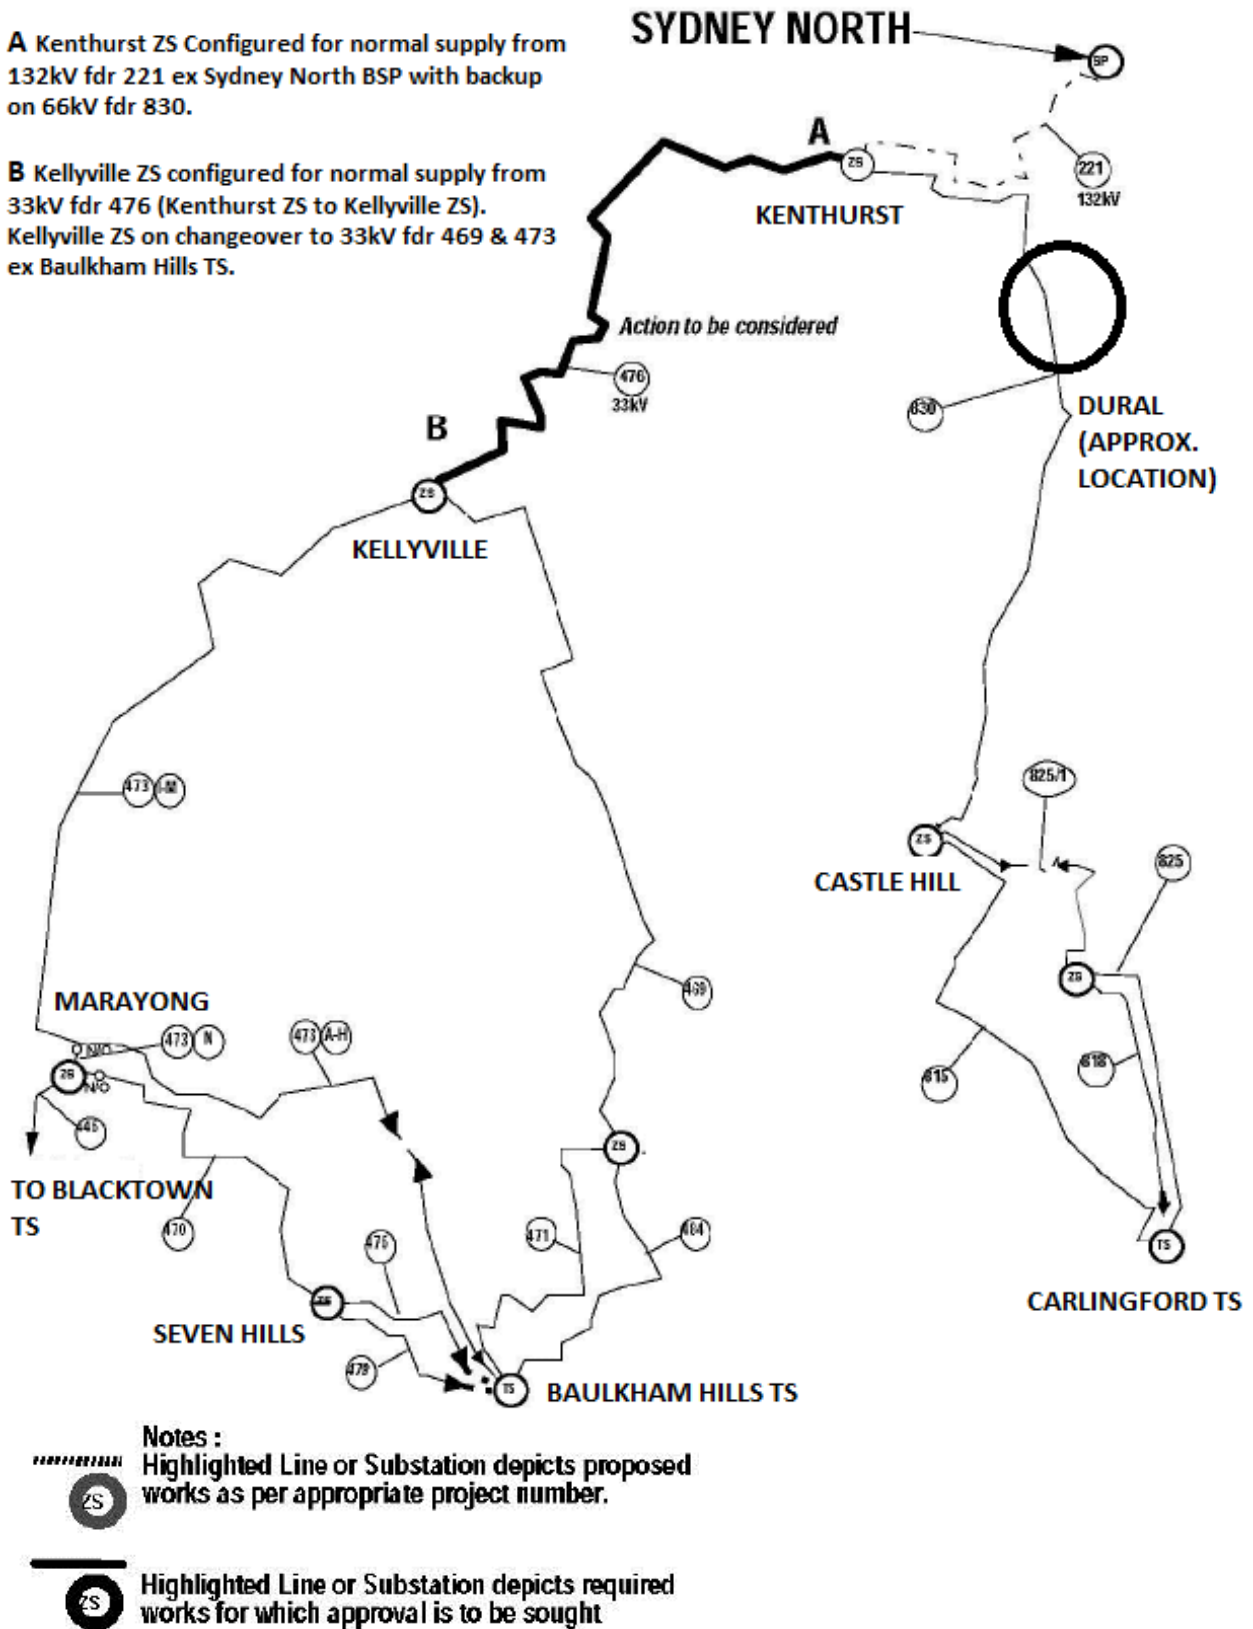 SYDNEY NORTH
A Kenthurst ZS Configured for normal supply from
132kV fdr 221 ex Sydney North BSP with backup
on 66kV fdr 830.
B Kellyville ZS configured for normal supply from
33kV fdr 476 (Kenthurst ZS to Kellyville ZS).
Kellyville ZS on changeover to 33kV fdr 469 & 473
ex Baulkham Hills TS.
SP
A
ZS
221
132kV
KENTHURST
Action to be considered
476
33kV
830
DURAL
(APPROX.
LOCATION)
B
ZS
KELLYVILLE
473
I-M
825/1
ZS
CASTLE HILL
825
ZS
469
MARAYONG
473
N
473
A-H
N/O
ZS
N/O
815
818
445
ZS
TO BLACKTOWN
TS
470
475
471
484
TS
CARLINGFORD TS
ZS
SEVEN HILLS
479
TS
BAULKHAM HILLS TS
Notes :
Highlighted Line or Substation depicts proposed
works as per appropriate project number.
ZS
Highlighted Line or Substation depicts required
works for which approval is to be sought
ZS